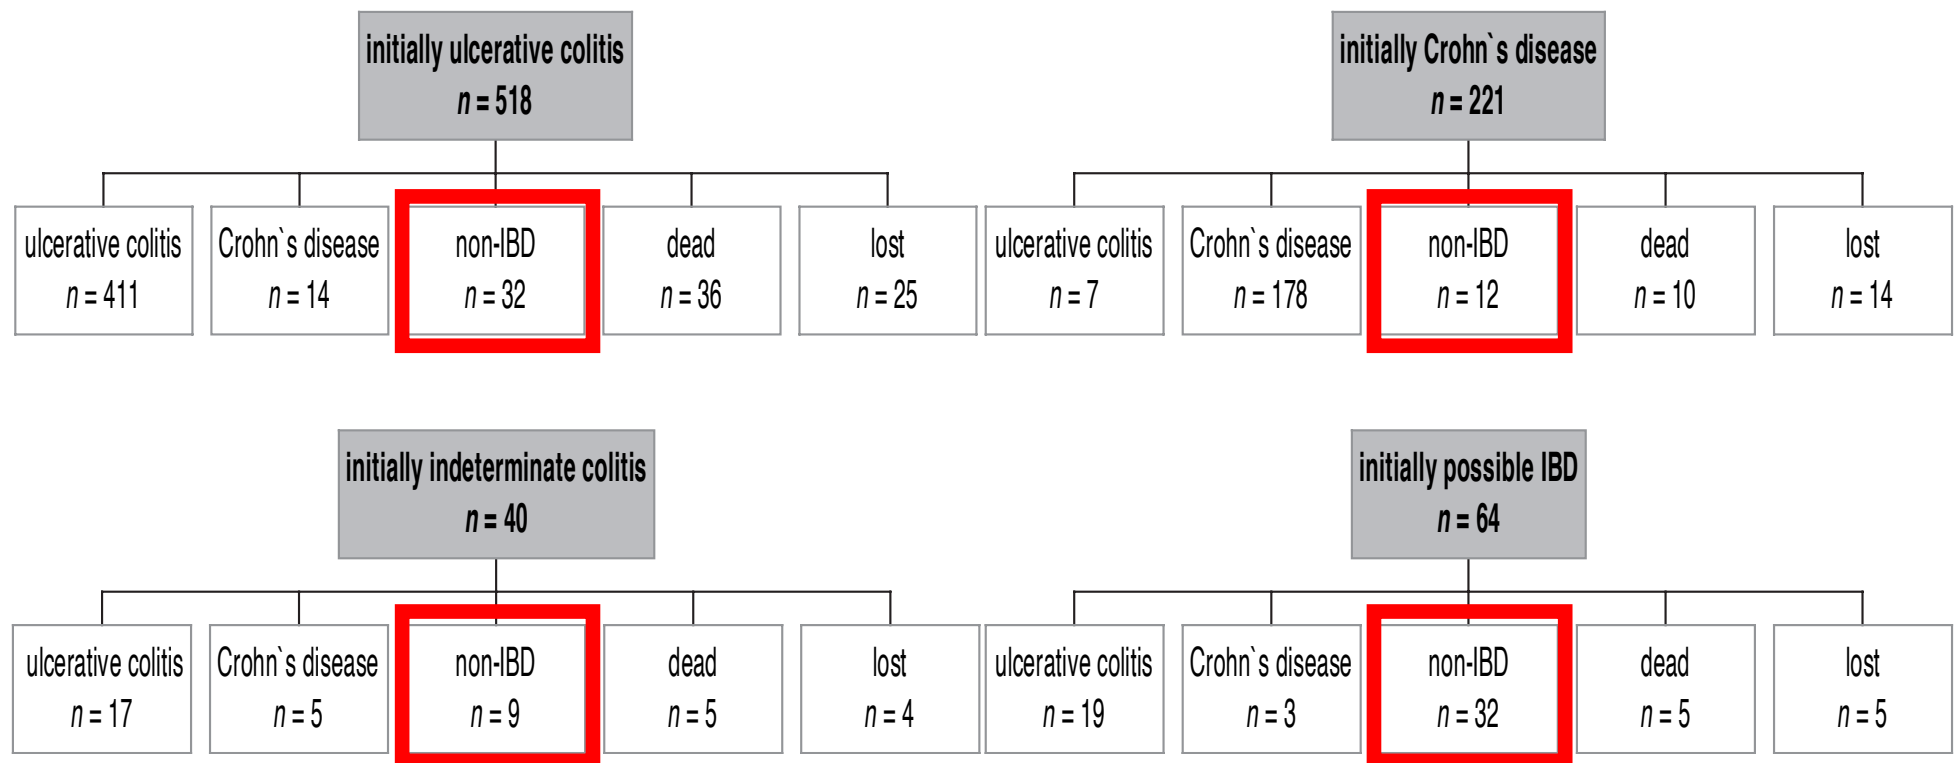 initially ulcerative colitis
n = 518
ulcerative colitis
n = 411
Crohn`s disease
n = 14
non-IBD
n = 32
dead
n = 36
lost
n = 25
initially Crohn`s disease
n = 221
ulcerative colitis
n = 7
Crohn`s disease
n = 178
non-IBD
n = 12
dead
n = 10
lost
n = 14
initially indeterminate colitis
n = 40
ulcerative colitis
n = 17
Crohn`s disease
n = 5
non-IBD
n = 9
dead
n = 5
lost
n = 4
initially possible IBD
n = 64
ulcerative colitis
n = 19
Crohn`s disease
n = 3
non-IBD
n = 32
dead
n = 5
lost
n = 5